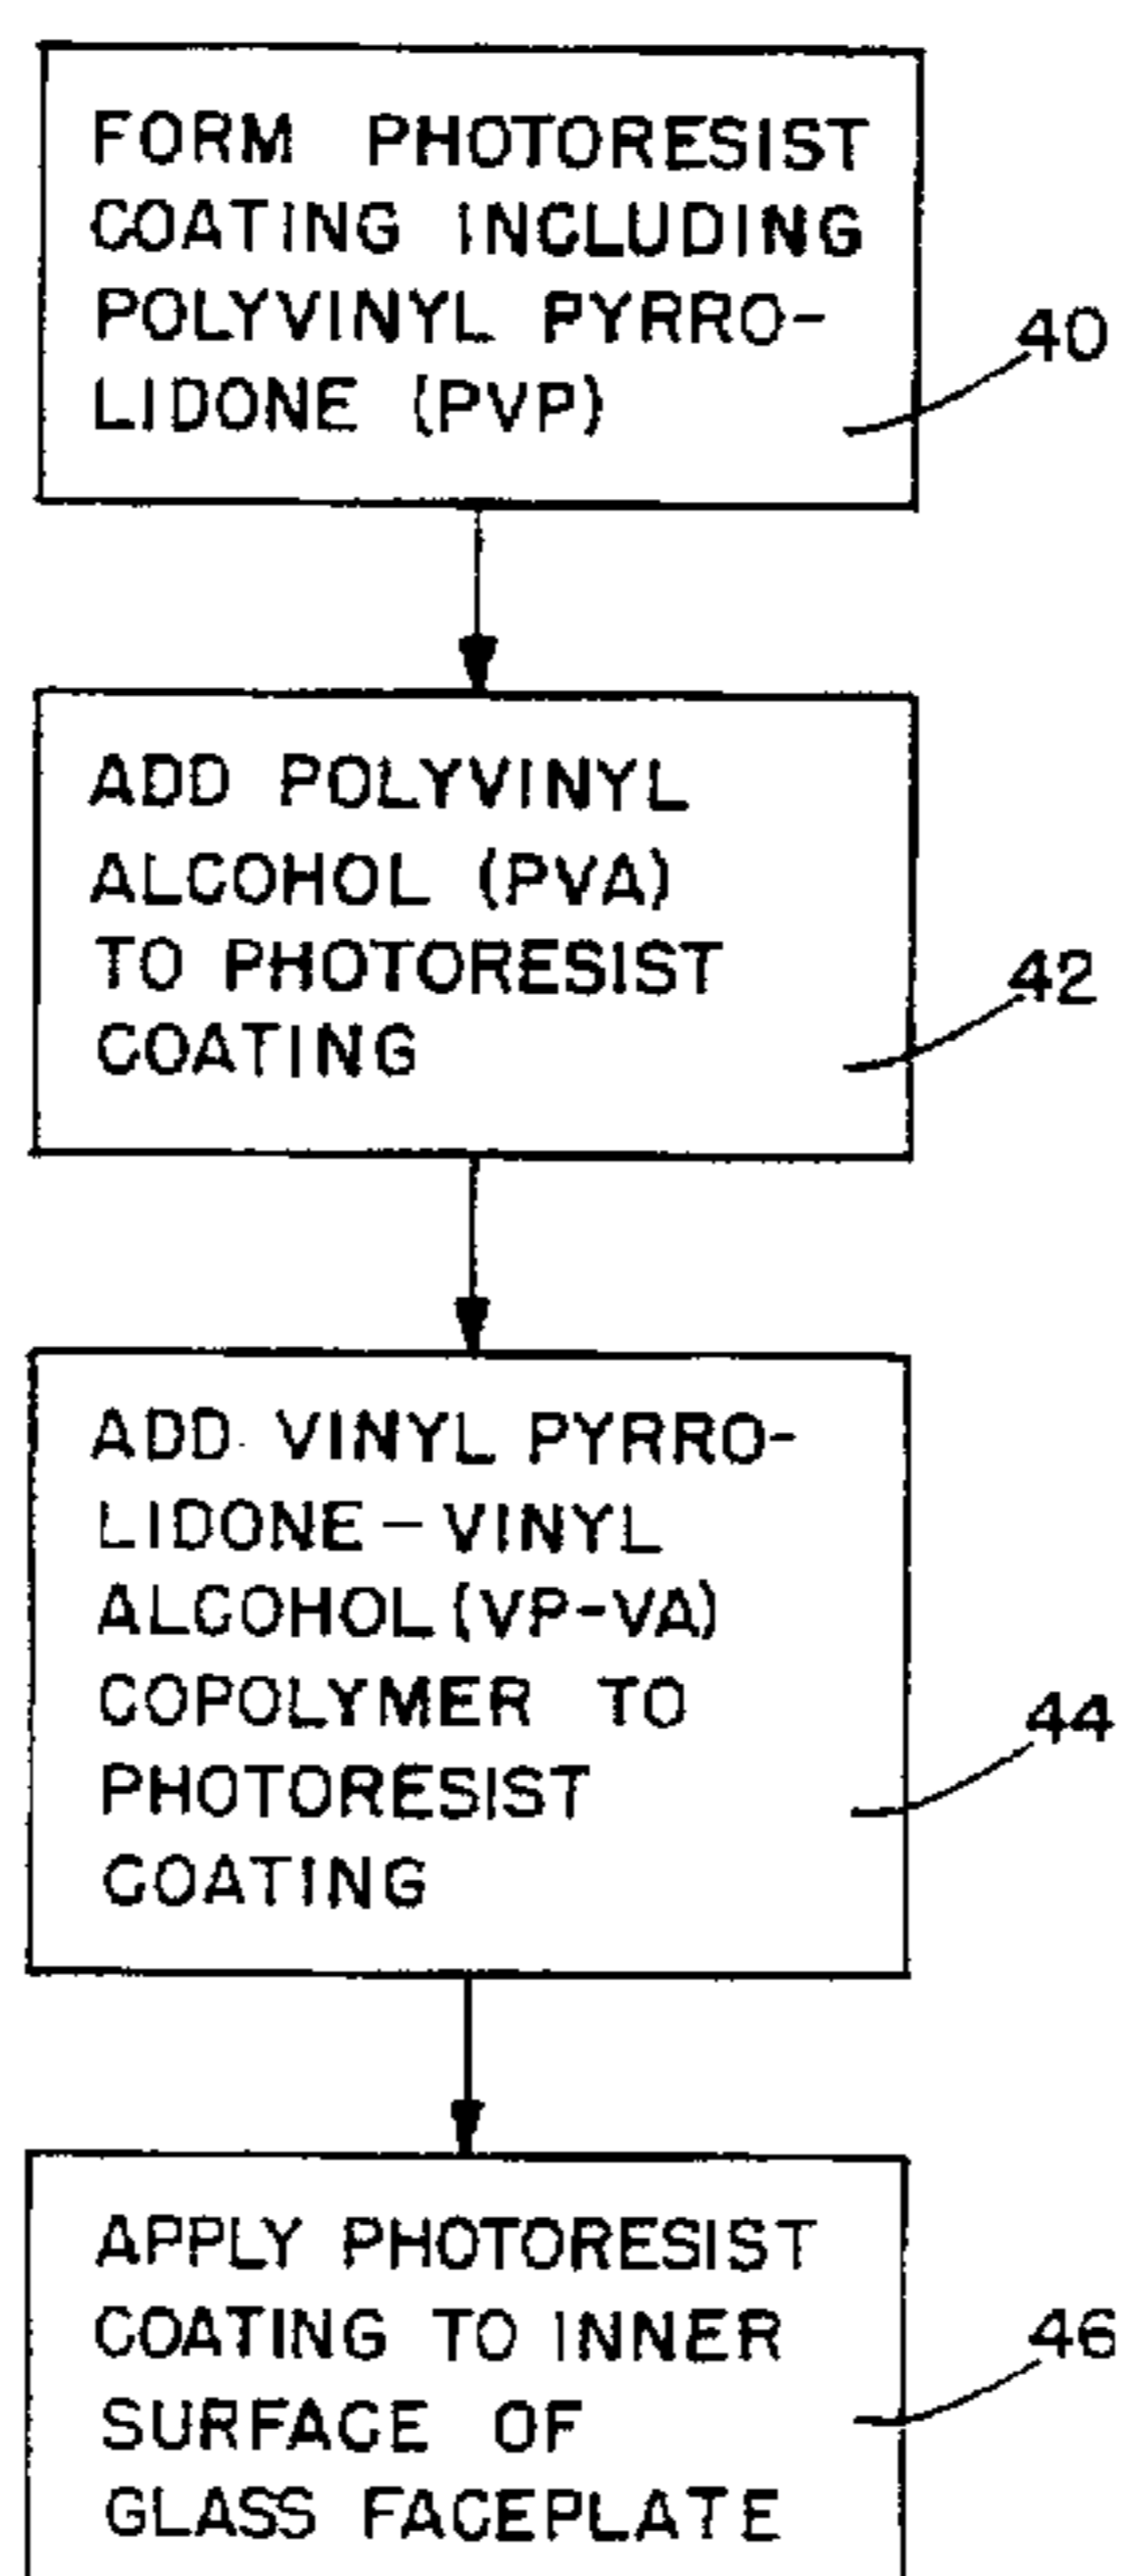 FORM PHOTORESIST
COATING INCLUDING
POLYVINYL PYRRO-
LIDONE (PVP)
40
ADD POLYVINYL
ALCOHOL (PVA)
TO PHOTORESIST
COATING
42
ADD VINYL PYRRO-
LIDONE-VINYL
ALCOHOL (VP-VA)
COPOLYMER TO
PHOTORESIST
COATING
44
APPLY PHOTORESIST
COATING TO INNER
SURFACE OF
GLASS FACEPLATE
46